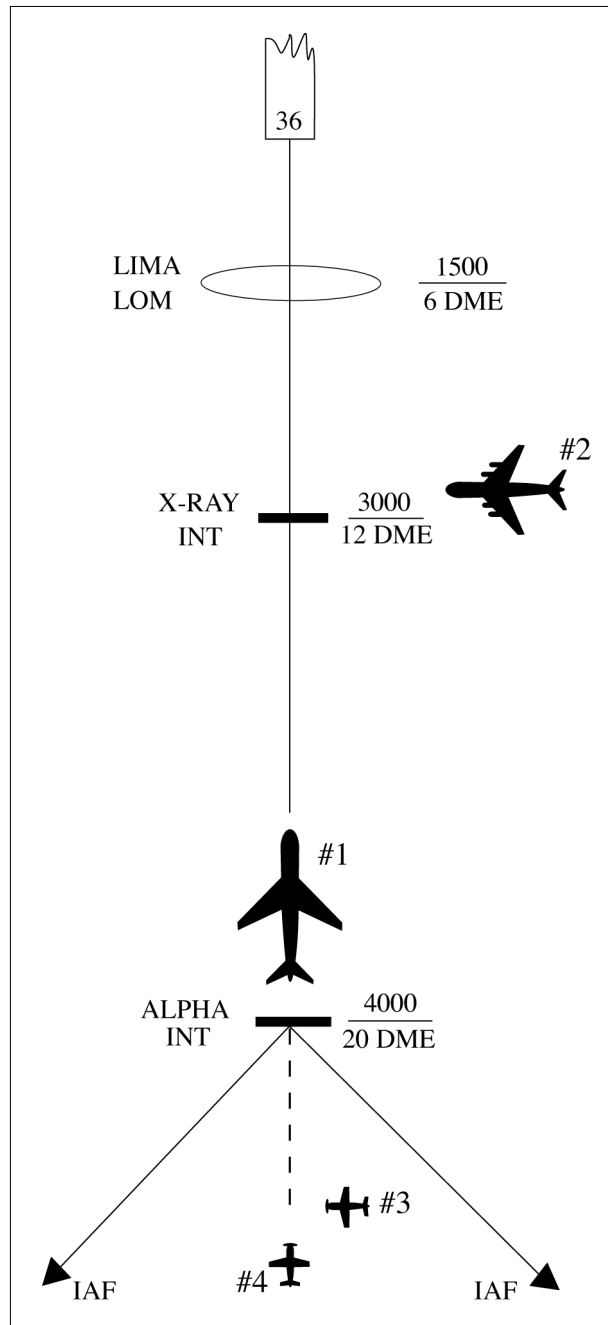 36
LIMA
LOM
1500
6 DME
#2
X-RAY
INT
3000
12 DME
#1
ALPHA
INT
4000
20 DME
#3
#4
IAF
IAF